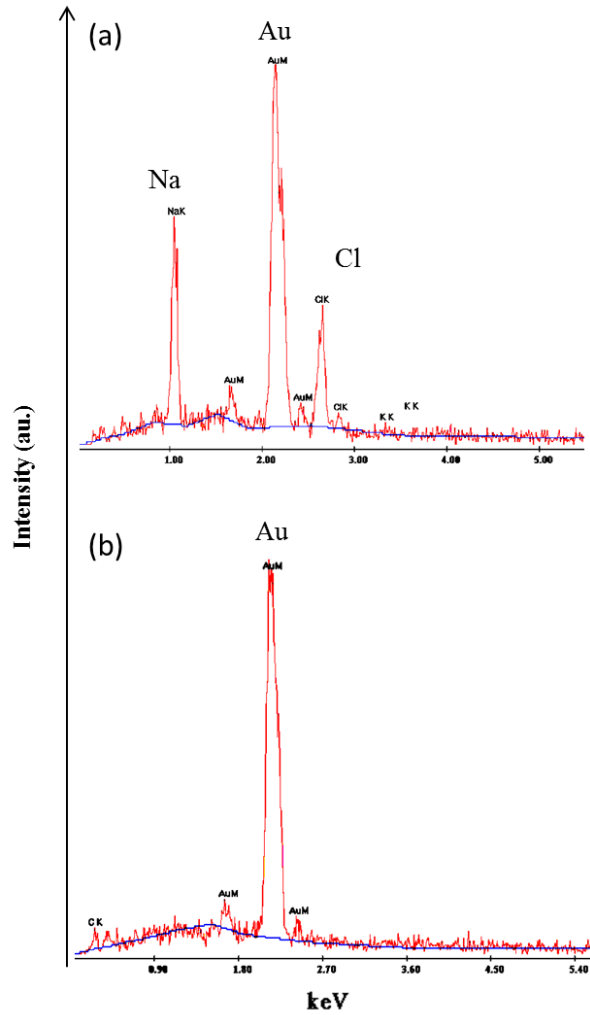 (a)
Au
AuM
Na
NaK
Cl
ClK
AuM
AuM
ClK
K K
K K
1.00 2.00 3.00 4.00 5.00
Intensity (au.)
(b)
Au
AuM
C K
AuM
AuM
0.90 1.80 2.70 3.60 4.50 5.40
keV